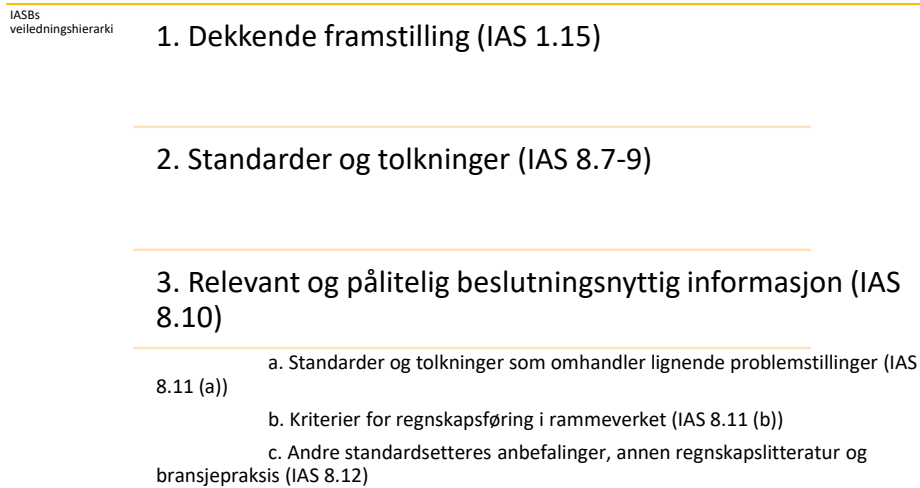 IASBs
veiledningshierarki
1. Dekkende framstilling (IAS 1.15)
2. Standarder og tolkninger (IAS 8.7-9)
3. Relevant og pålitelig beslutningsnyttig informasjon (IAS
8.10)
a. Standarder og tolkninger som omhandler lignende problemstillinger (IAS
8.11 (a))
b. Kriterier for regnskapsføring i rammeverket (IAS 8.11 (b))
c. Andre standardsetteres anbefalinger, annen regnskapslitteratur og
bransjepraksis (IAS 8.12)